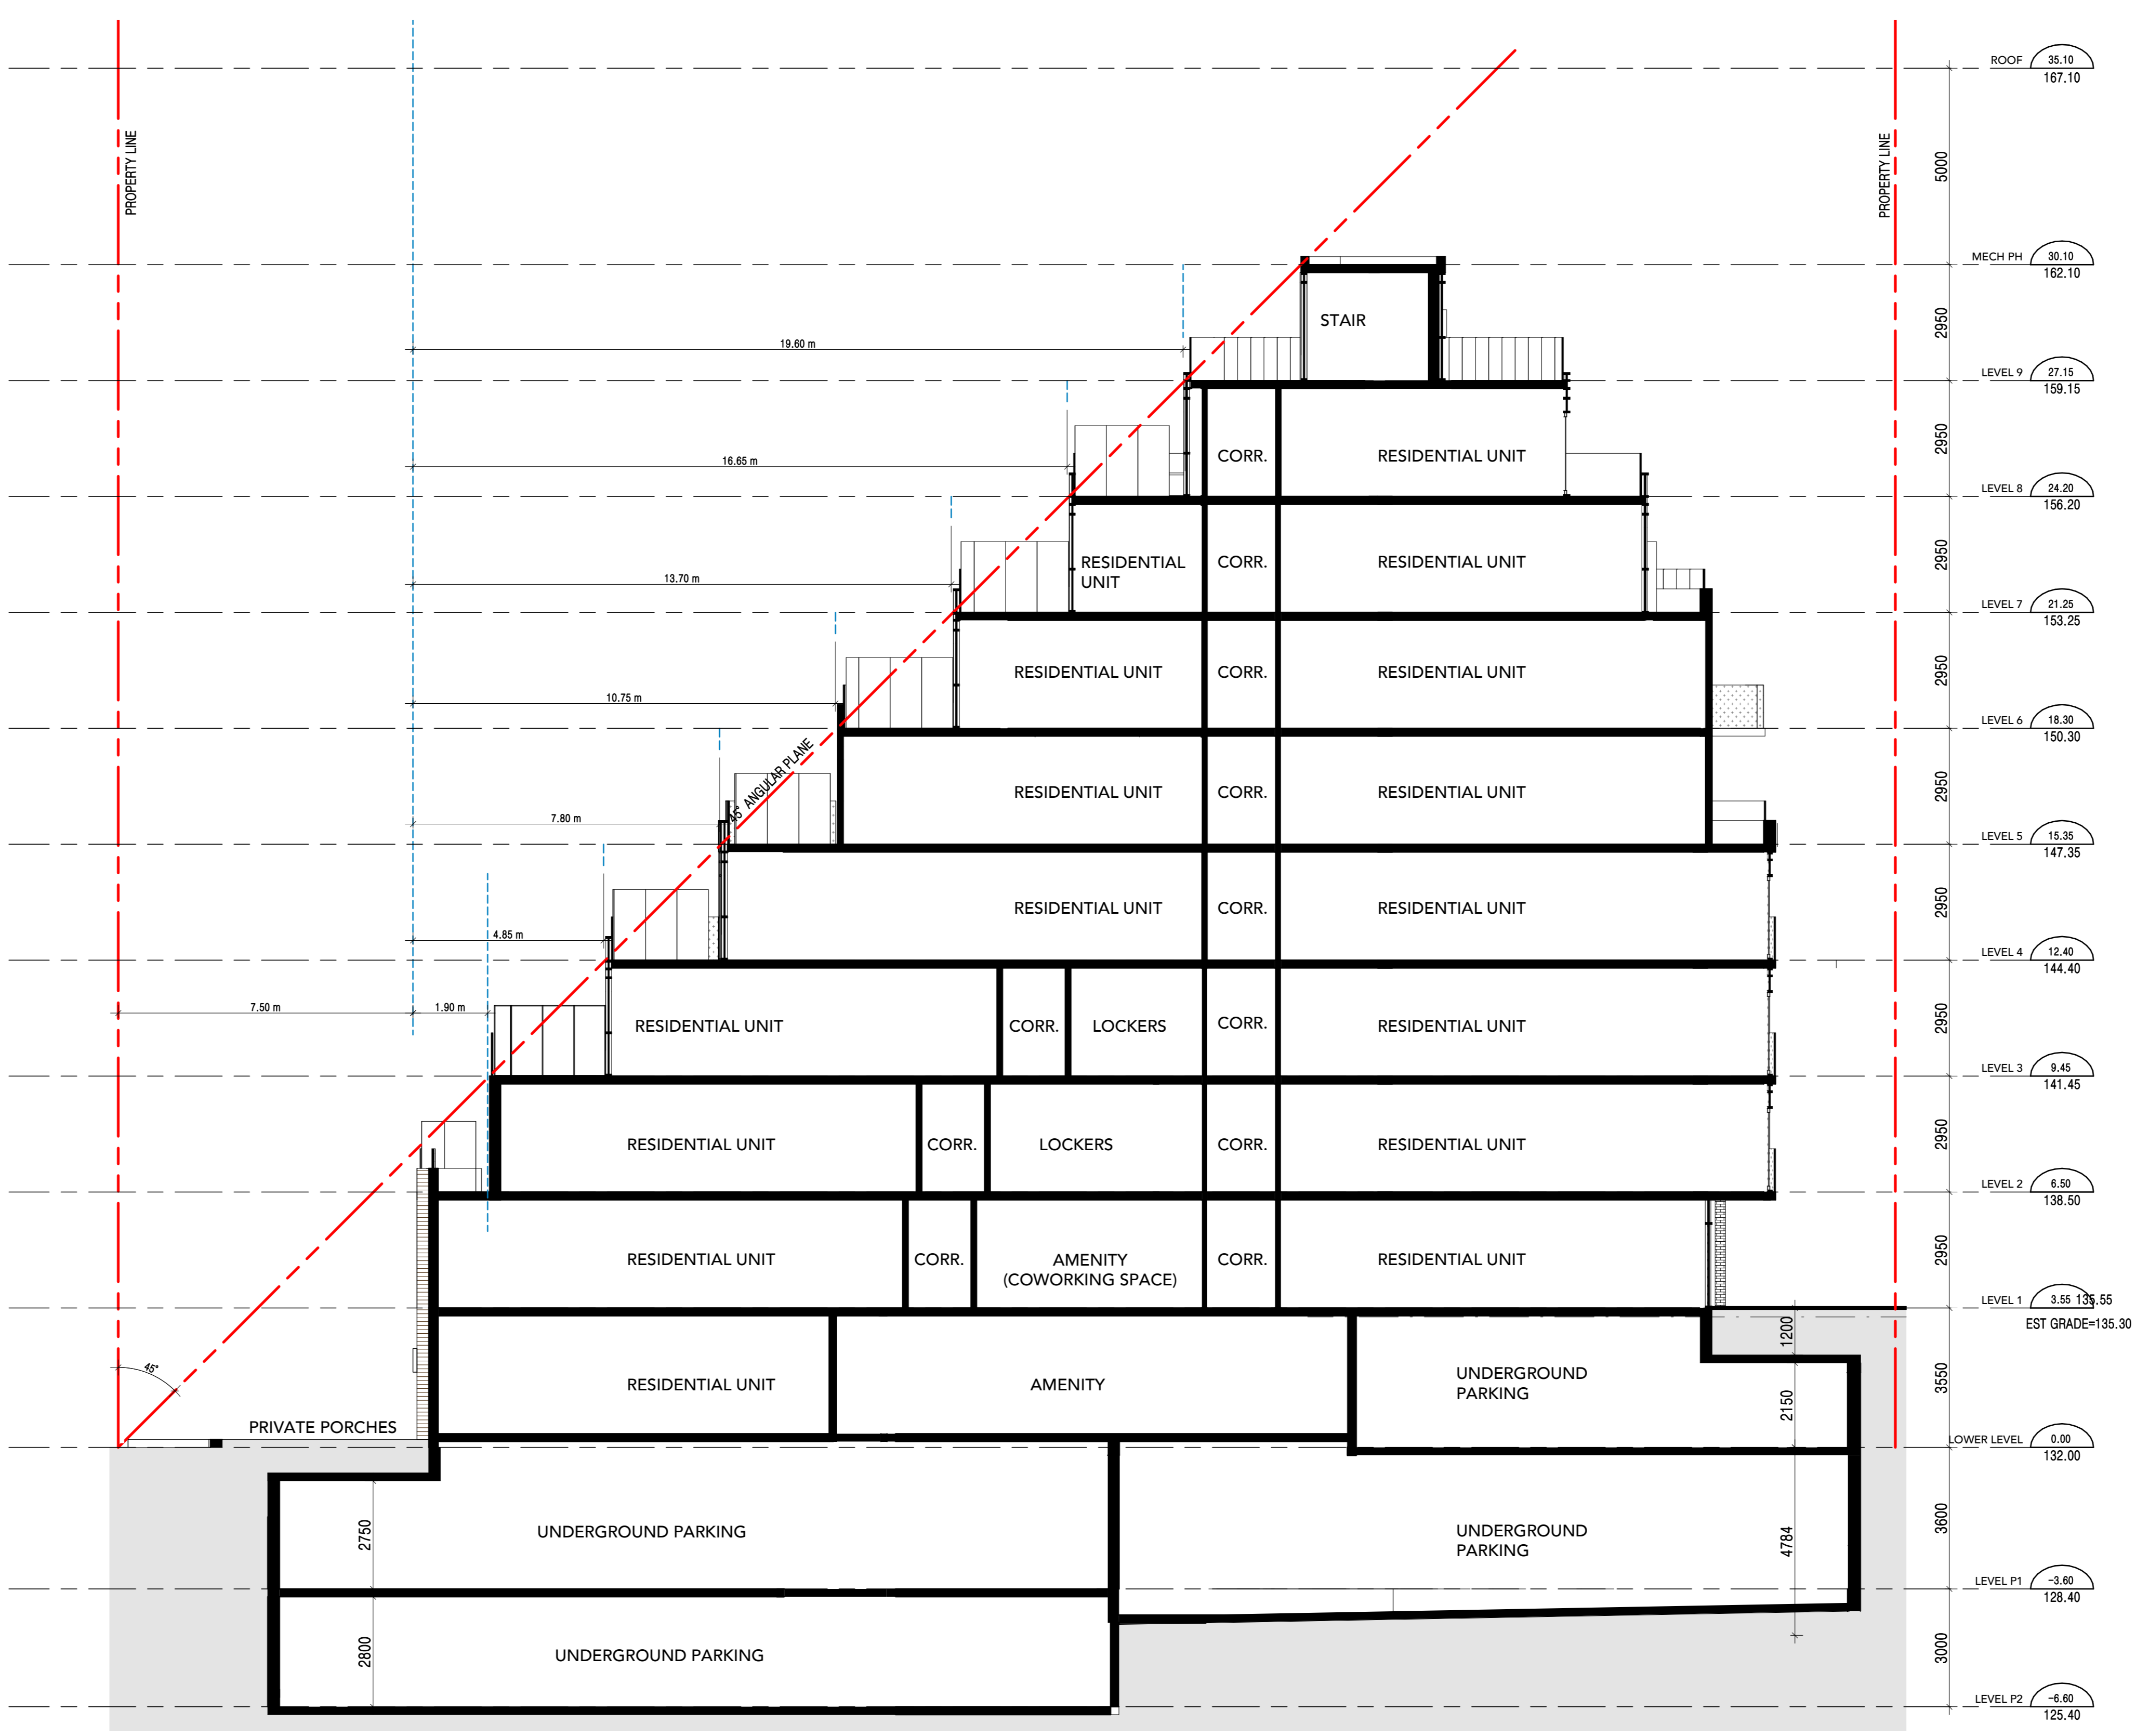 ROOF 35.10
167.10
PROPERTY LINE
PROPERTY LINE
5000
MECH PH 30.10
162.10
STAIR
2950
19.60 m
LEVEL 9 27.15
159.15
CORR. RESIDENTIAL UNIT
2950
16.65 m
LEVEL 8 24.20
156.20
RESIDENTIAL
UNIT
CORR. RESIDENTIAL UNIT
2950
13.70 m
LEVEL 7 21.25
153.25
RESIDENTIAL UNIT CORR. RESIDENTIAL UNIT
2950
10.75 m
LEVEL 6 18.30
150.30
45° ANGULAR PLANE
RESIDENTIAL UNIT CORR. RESIDENTIAL UNIT
2950
7.80 m
LEVEL 5 15.35
147.35
RESIDENTIAL UNIT CORR. RESIDENTIAL UNIT
2950
4.85 m
LEVEL 4 12.40
144.40
7.50 m 1.90 m
RESIDENTIAL UNIT CORR. LOCKERS CORR. RESIDENTIAL UNIT
2950
LEVEL 3 9.45
141.45
RESIDENTIAL UNIT CORR. LOCKERS CORR. RESIDENTIAL UNIT
2950
LEVEL 2 6.50
138.50
RESIDENTIAL UNIT CORR. AMENITY
(COWORKING SPACE)
CORR. RESIDENTIAL UNIT
2950
LEVEL 1 3.55 135.55
EST GRADE=135.30
1200
45°
RESIDENTIAL UNIT AMENITY UNDERGROUND
PARKING
2150
3550
PRIVATE PORCHES
LOWER LEVEL 0.00
132.00
2750
UNDERGROUND PARKING
UNDERGROUND
PARKING
4784
3600
LEVEL P1 -3.60
128.40
2800
UNDERGROUND PARKING
3000
LEVEL P2 -6.60
125.40